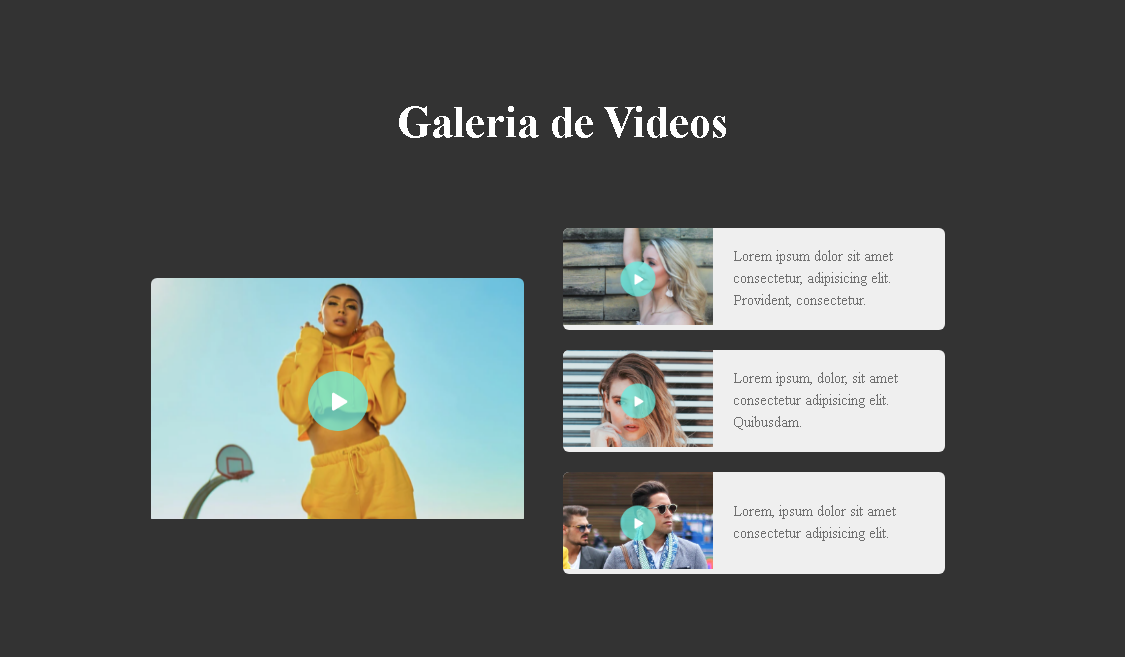 Galeria de Videos
Lorem ipsum dolor sit amet
consectetur, adipisicing elit.
Provident, consectetur.
Lorem ipsum, dolor, sit amet
consectetur adipisicing elit.
Quibusdam.
Lorem, ipsum dolor sit amet
consectetur adipisicing elit.